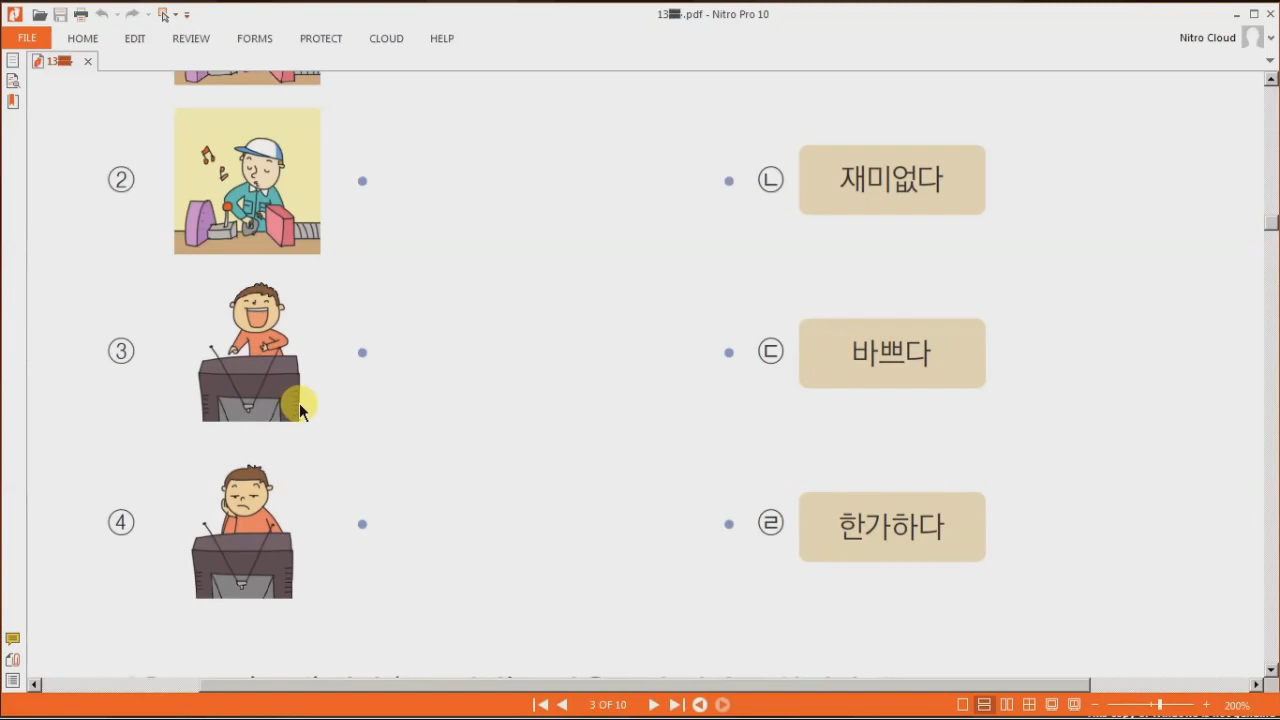 .pdf - Nitro Pro 10
FILE HOME EDIT REVIEW FORMS PROTECT CLOUD HELP
Nitro Cloud
13
② ㉡ 재미없다
③ ㉢ 바쁘다
④ ㉣ 한가하다
3 OF 10
200%